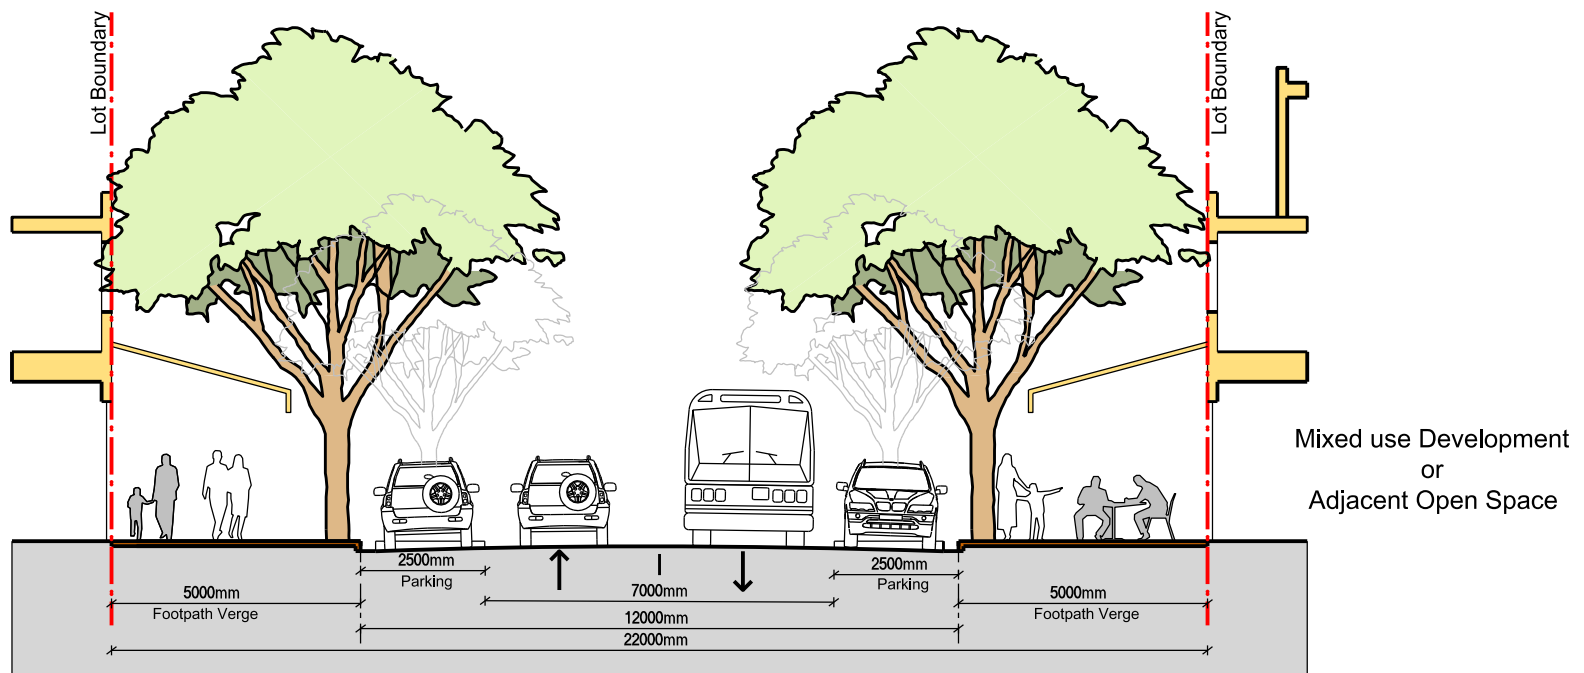 Lot Boundary
Lot Boundary
Mixed use Development
or
Adjacent Open Space
2500mm
Parking
2500mm
Parking
5000mm
Footpath Verge
7000mm
5000mm
Footpath Verge
12000mm
22000mm